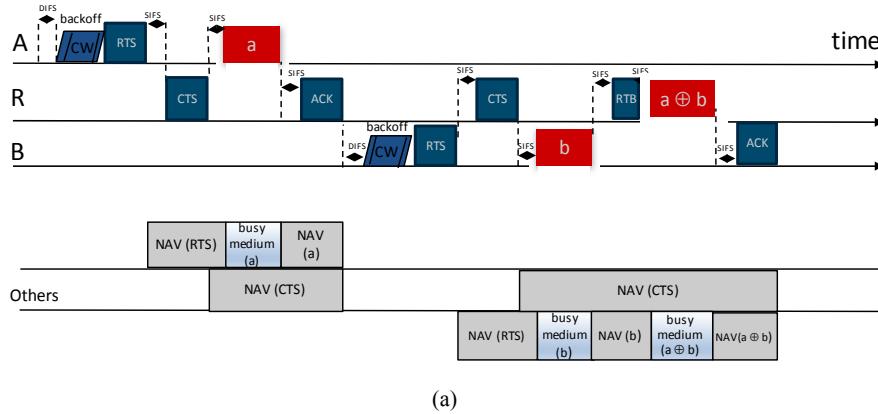 DIFS
backoff
SIFS
SIFS
A
CW
RTS
a
time
SIFS
SIFS
SIFS
SIFS
R
CTS
ACK
CTS
RTB
a ⊕ b
backoff
DIFS
SIFS
SIFS
B
CW
RTS
b
ACK
NAV (RTS)
busy
medium
(a)
NAV
(a)
Others
NAV (CTS)
NAV (CTS)
NAV (RTS)
busy
medium
(b)
NAV (b)
busy
medium
(a ⊕ b)
NAV(a ⊕ b)
(a)